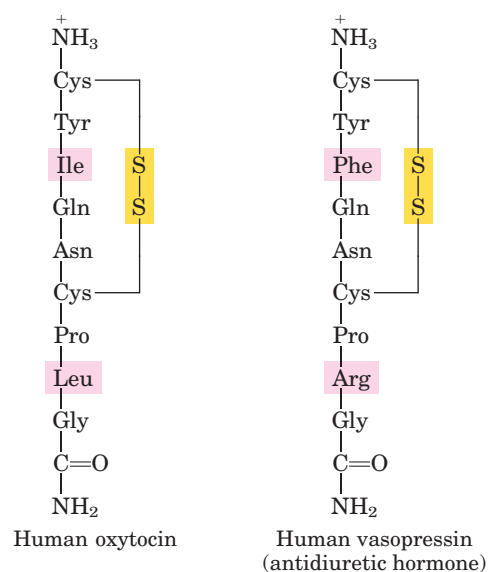 +
NH3
Cys
Tyr
Ile S
Gln S
Asn
Cys
Pro
Leu
Gly
C=O
NH2
Human oxytocin
+
NH3
Cys
Tyr
Phe S
Gln S
Asn
Cys
Pro
Arg
Gly
C=O
NH2
Human vasopressin
(antidiuretic hormone)